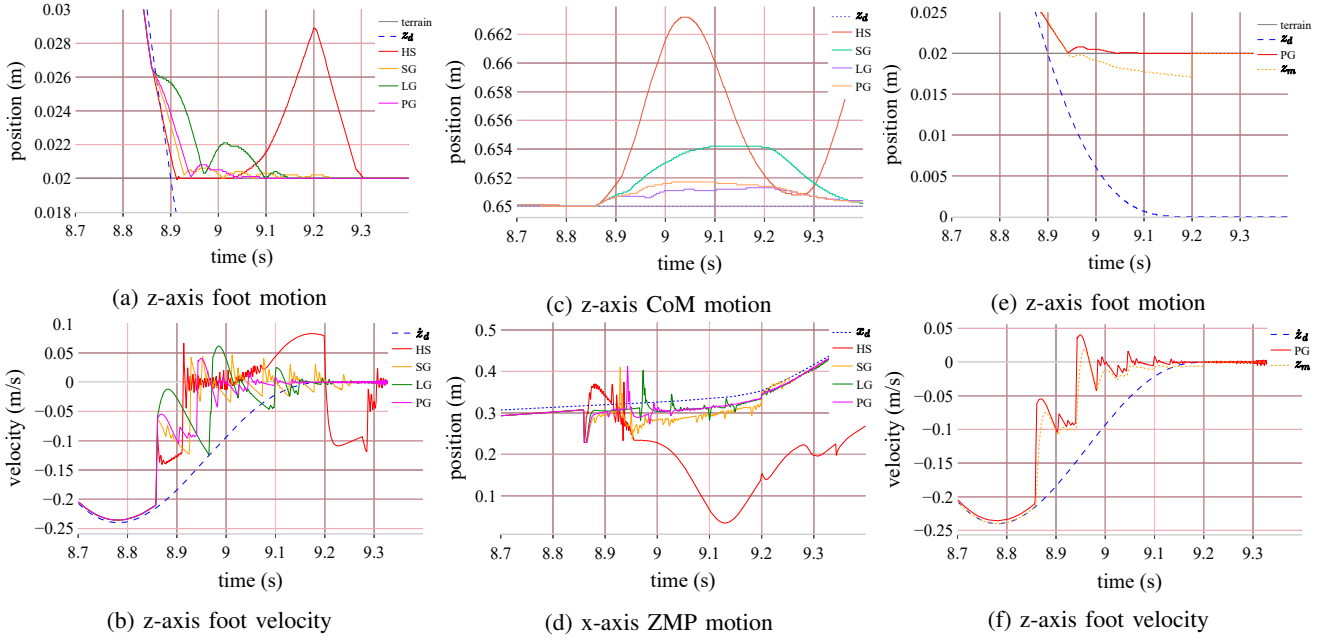 0.03
0.028
0.026
0.024
0.022
0.02
0.018
position (m)
8.7
8.8
8.9
9
9.1
9.2
9.3
time (s)
terrain
z_d
HS
SG
LG
PG
(a) z-axis foot motion
0.662
0.658
0.654
0.65
position (m)
8.7
8.8
8.9
9
9.1
9.2
9.3
time (s)
z_d
HS
SG
LG
PG
(c) z-axis CoM motion
0.025
0.02
0.015
0.01
0.005
0
position (m)
8.7
8.8
8.9
9
9.1
9.2
9.3
time (s)
terrain
z_d
PG
z_m
(e) z-axis foot motion
0.1
0.05
0
−0.05
−0.1
−0.15
−0.2
−0.25
velocity (m/s)
8.7
8.8
8.9
9
9.1
9.2
9.3
time (s)
ż_d
HS
SG
LG
PG
(b) z-axis foot velocity
0.5
0.4
0.3
0.2
0.1
position (m)
8.7
8.8
8.9
9
9.1
9.2
9.3
time (s)
x_d
HS
SG
LG
PG
(d) x-axis ZMP motion
0.05
0
−0.05
−0.1
−0.15
−0.2
−0.25
velocity (m/s)
8.7
8.8
8.9
9
9.1
9.2
9.3
time (s)
ż_d
PG
z_m
(f) z-axis foot velocity